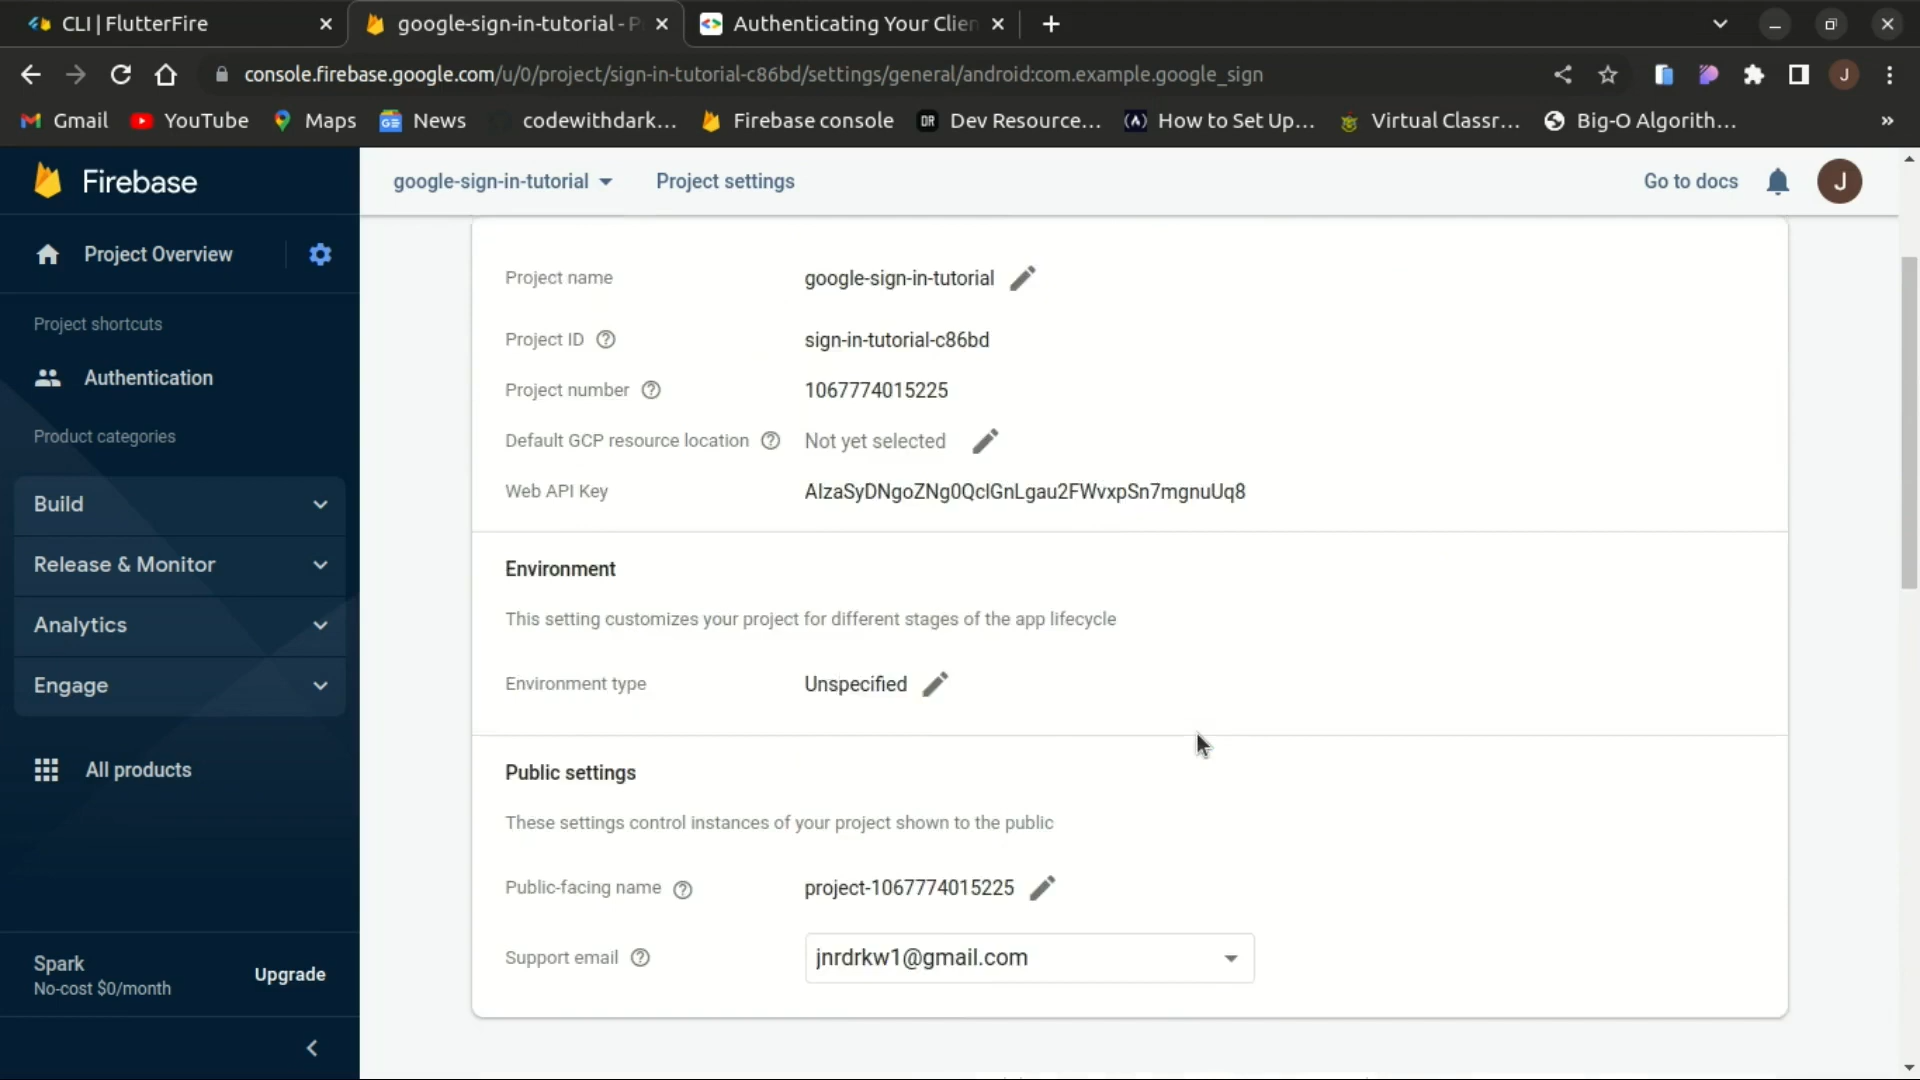 CLI | FlutterFire
google-sign-in-tutorial - P
Authenticating Your Clien
console.firebase.google.com/u/0/project/sign-in-tutorial-c86bd/settings/general/android:com.example.google_sign
J
Gmail
YouTube
Maps
News
codewithdark...
Firebase console
DR
Dev Resource...
How to Set Up...
Virtual Classr...
Big-O Algorith...
»
Firebase
google-sign-in-tutorial
Project settings
Go to docs
J
Project Overview
Project shortcuts
Authentication
Product categories
Build
Release & Monitor
Analytics
Engage
All products
Spark
No-cost $0/month
Upgrade
Project name
google-sign-in-tutorial
Project ID
sign-in-tutorial-c86bd
Project number
1067774015225
Default GCP resource location
Not yet selected
Web API Key
AIzaSyDNgoZNg0QclGnLgau2FWvxpSn7mgnuUq8
Environment
This setting customizes your project for different stages of the app lifecycle
Environment type
Unspecified
Public settings
These settings control instances of your project shown to the public
Public-facing name
project-1067774015225
Support email
jnrdrkw1@gmail.com